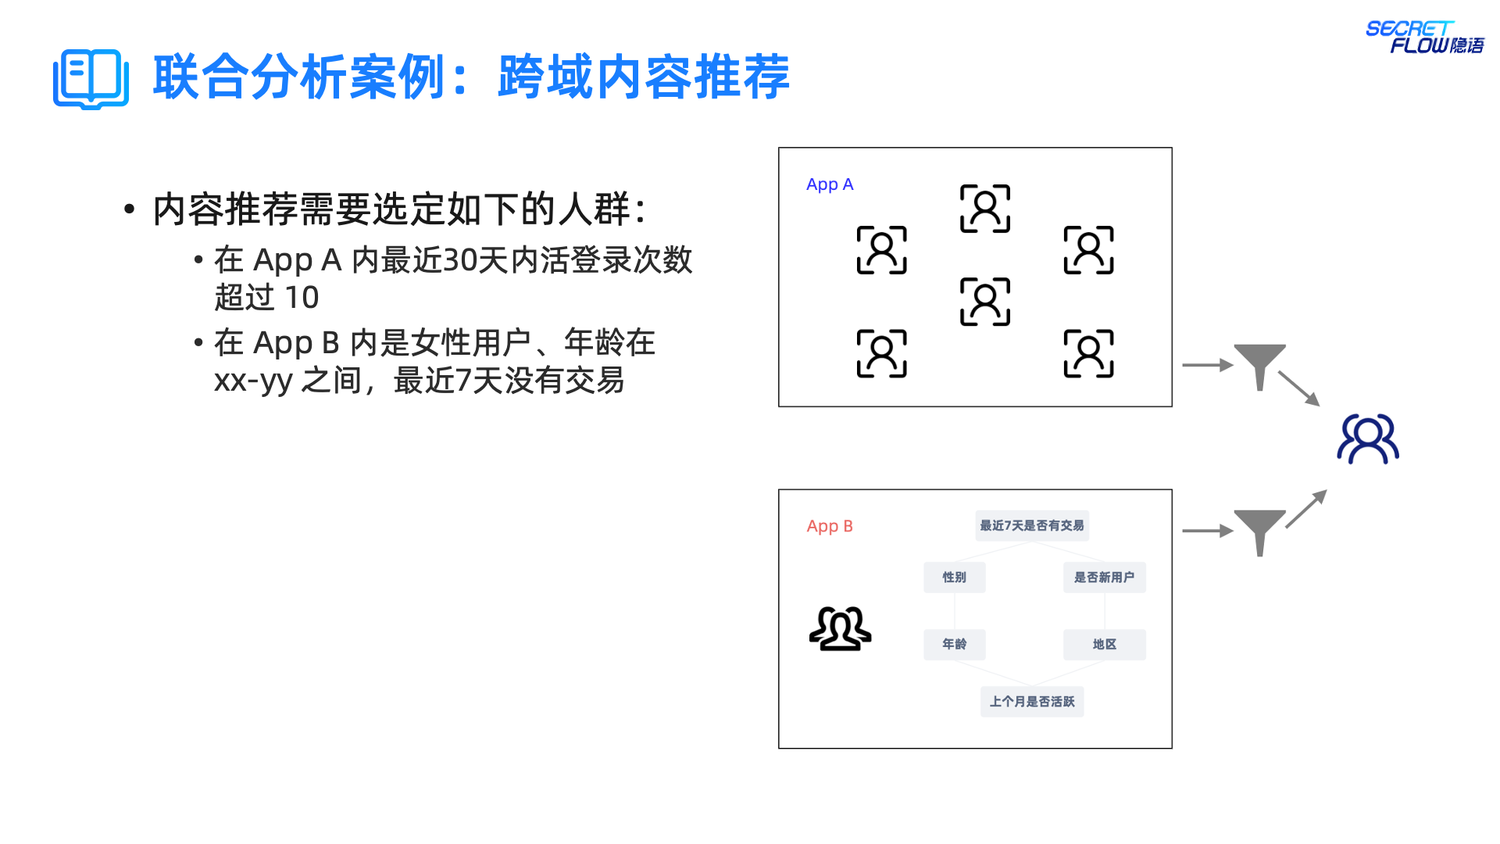 SECRET
FLOW隐语
联合分析案例：跨域内容推荐
• 内容推荐需要选定如下的人群：
• 在 App A 内最近30天内活登录次数
超过 10
• 在 App B 内是女性用户、年龄在
xx-yy 之间，最近7天没有交易
App A
App B
最近7天是否有交易
性别
是否新用户
年龄
地区
上个月是否活跃